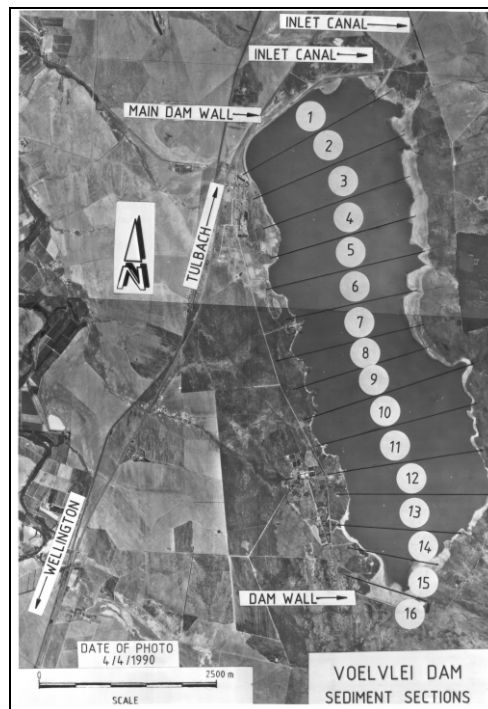 INLET CANAL
INLET CANAL
MAIN DAM WALL
1
2
3
4
5
6
7
8
9
10
11
12
13
14
15
16
N
TULBACH
WELLINGTON
DAM WALL
DATE OF PHOTO
4/4/1990
0 2500 m
SCALE
VOELVLEI DAM
SEDIMENT SECTIONS